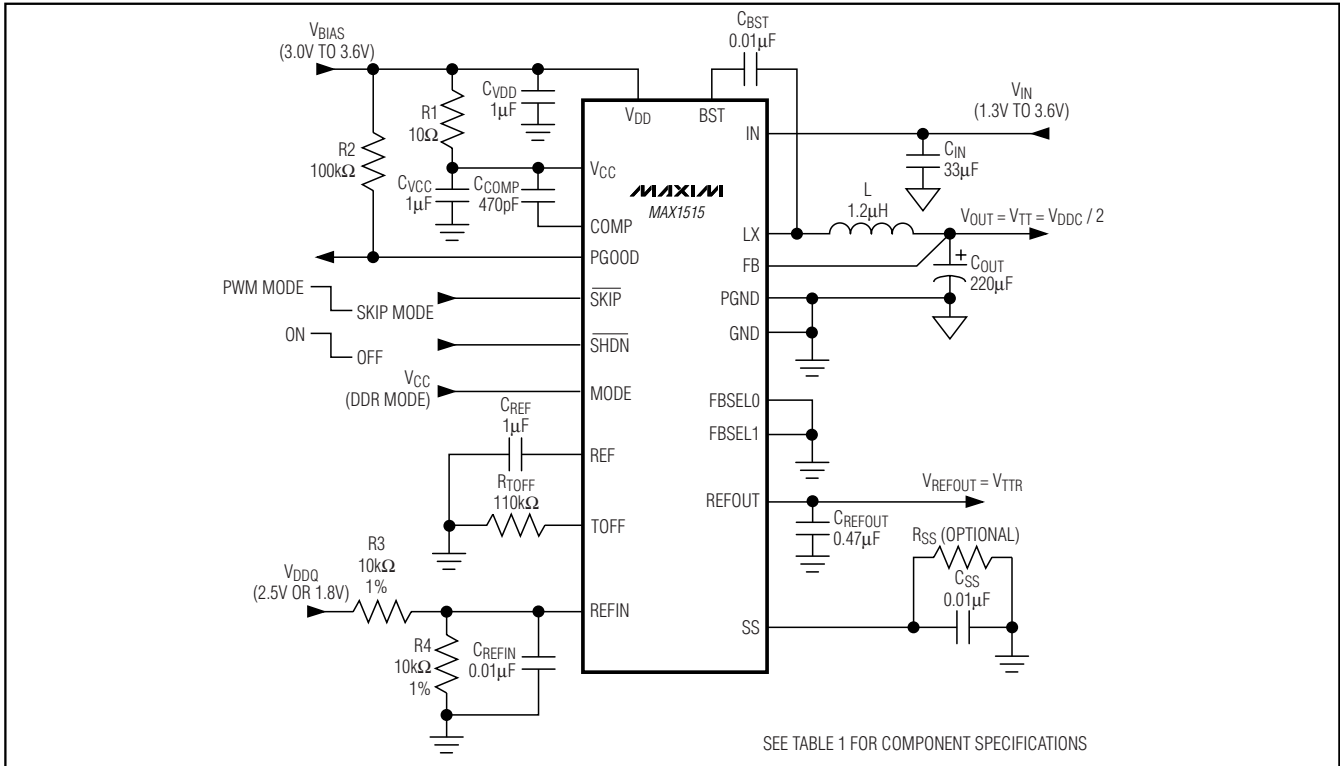 VBIAS
(3.0V TO 3.6V)
CBST
0.01µF
CVDD
1µF
VDD
BST
VIN
(1.3V TO 3.6V)
IN
CIN
33µF
R1
10Ω
R2
100kΩ
VCC
CVCC
1µF
CCOMP
470pF
COMP
MAXIM
MAX1515
L
1.2µH
LX
VOUT = VTT = VDDC / 2
FB
COUT
220µF
+
PGOOD
PGND
PWM MODE
SKIP MODE
SKIP
GND
ON
OFF
SHDN
VCC
(DDR MODE)
MODE
FBSEL0
FBSEL1
CREF
1µF
REF
RTOFF
110kΩ
TOFF
REFOUT
VREFOUT = VTTR
CREFOUT
0.47µF
RSS (OPTIONAL)
CSS
0.01µF
SS
VDDQ
(2.5V OR 1.8V)
R3
10kΩ
1%
REFIN
R4
10kΩ
1%
CREFIN
0.01µF
SEE TABLE 1 FOR COMPONENT SPECIFICATIONS